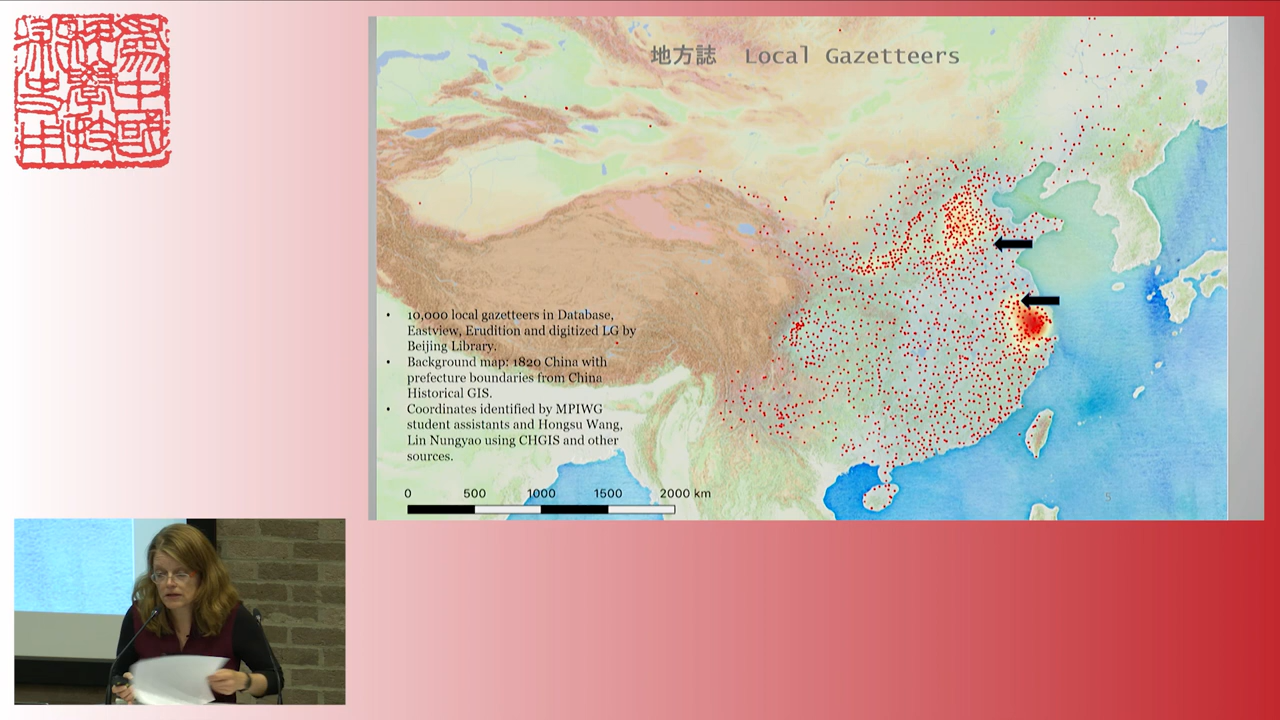 地方誌 Local Gazetteers
• 10,000 local gazetteers in Database,
Eastview, Erudition and digitized LG by
Beijing Library.
• Background map: 1820 China with
prefecture boundaries from China
Historical GIS.
• Coordinates identified by MPIWG
student assistants and Hongsu Wang,
Lin Nungyao using CHGIS and other
sources.
0 500 1000 1500 2000 km
5